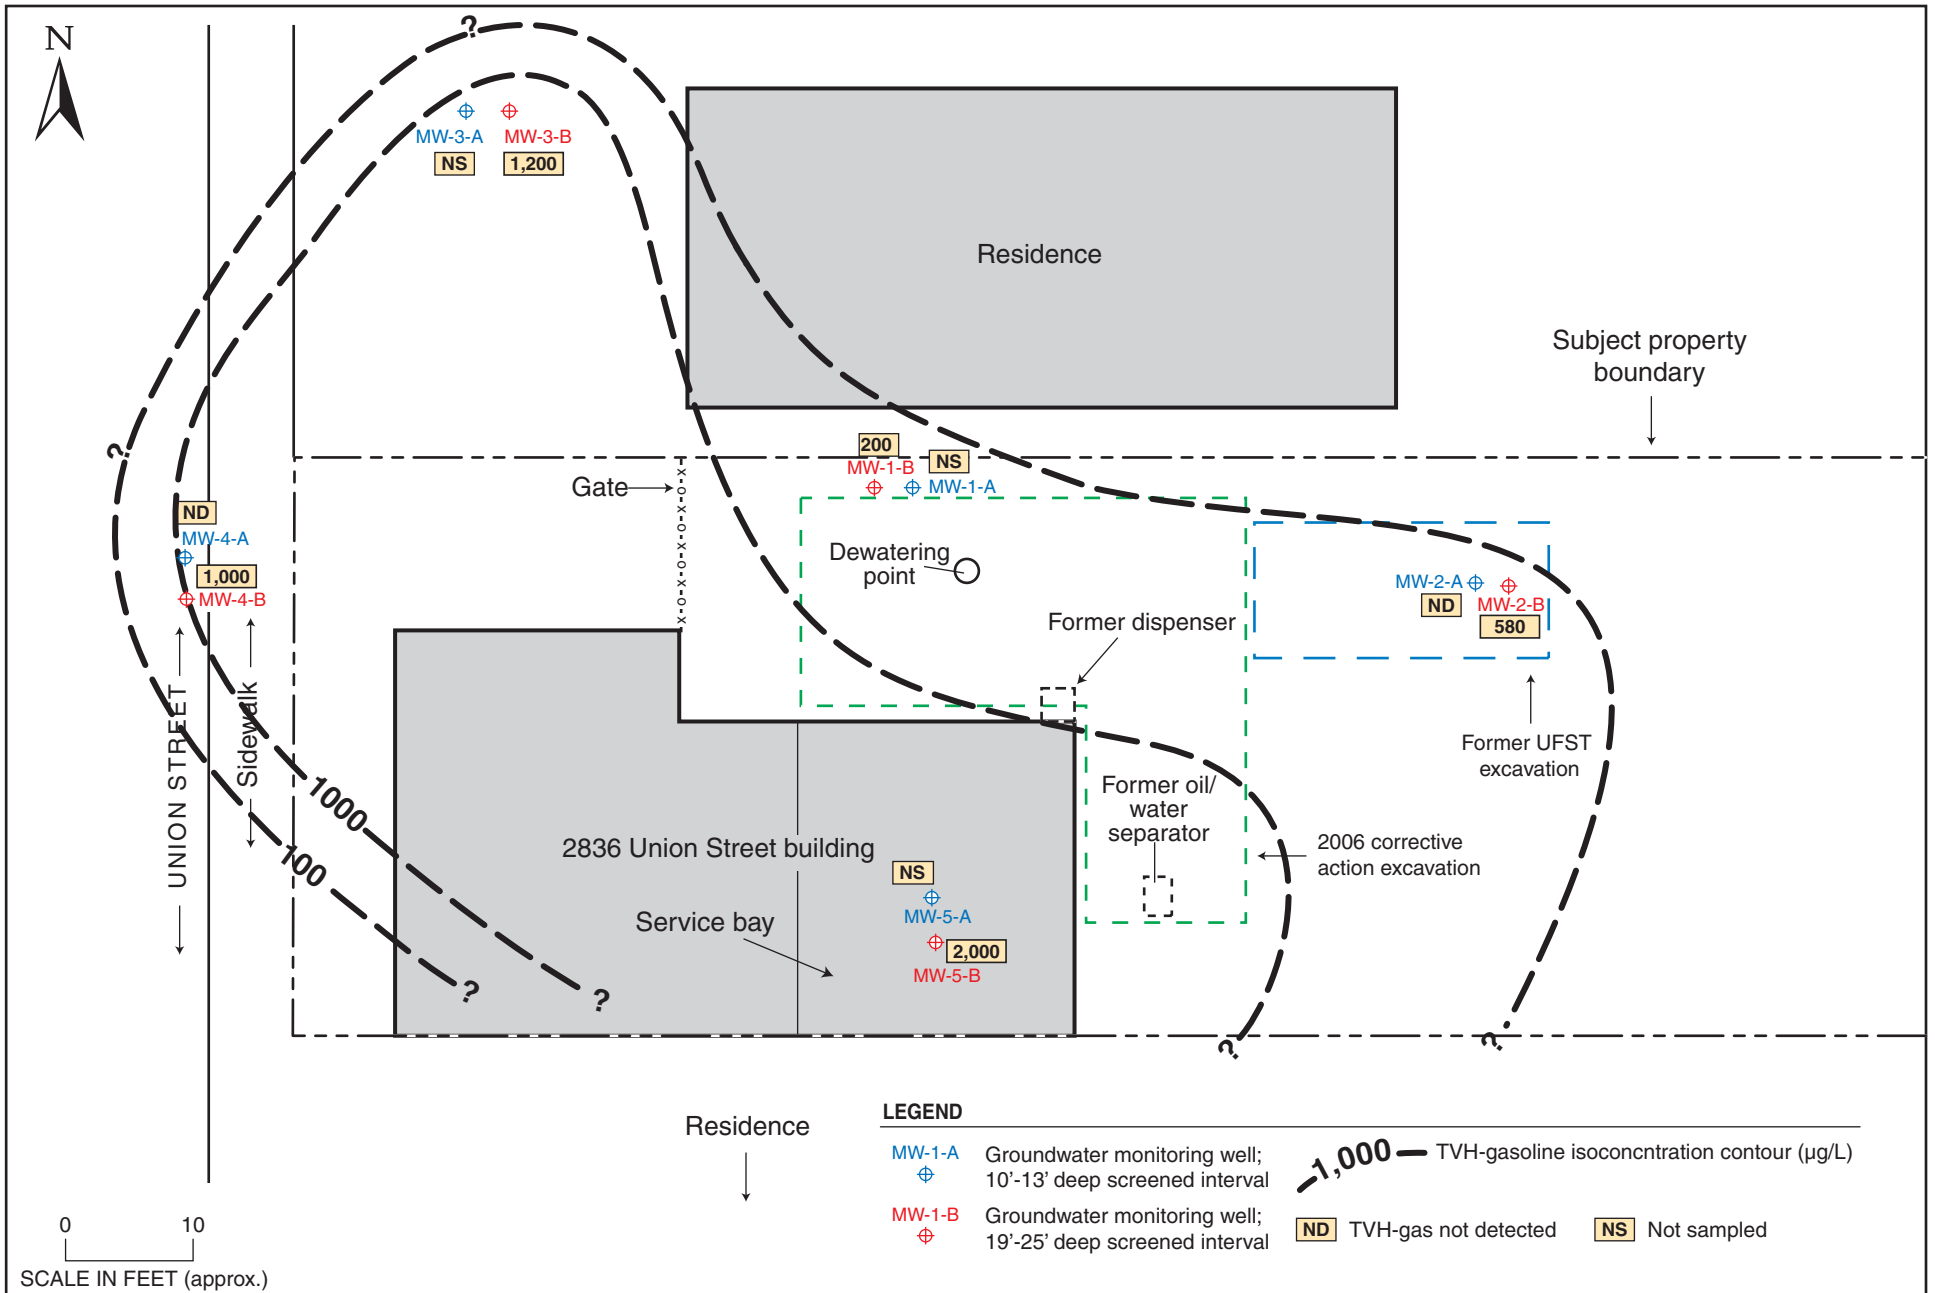 N
?
MW-3-A
MW-3-B
NS
1,200
Residence
Subject property
boundary
?
200
NS
MW-1-B
MW-1-A
Gate
x o x o x o x o x o x o x
ND
MW-4-A
1,000
MW-4-B
Dewatering
point
MW-2-A
ND
MW-2-B
580
Former dispenser
UNION STREET
Sidewalk
Former UFST
excavation
1000
100
Former oil/
water
separator
2836 Union Street building
2006 corrective
action excavation
NS
MW-5-A
Service bay
2,000
MW-5-B
?
?
?
?
Residence
LEGEND
MW-1-A
Groundwater monitoring well;
10'-13' deep screened interval
MW-1-B
Groundwater monitoring well;
19'-25' deep screened interval
1,000
TVH-gasoline isoconcntration contour (µg/L)
ND
TVH-gas not detected
NS
Not sampled
0
10
SCALE IN FEET (approx.)